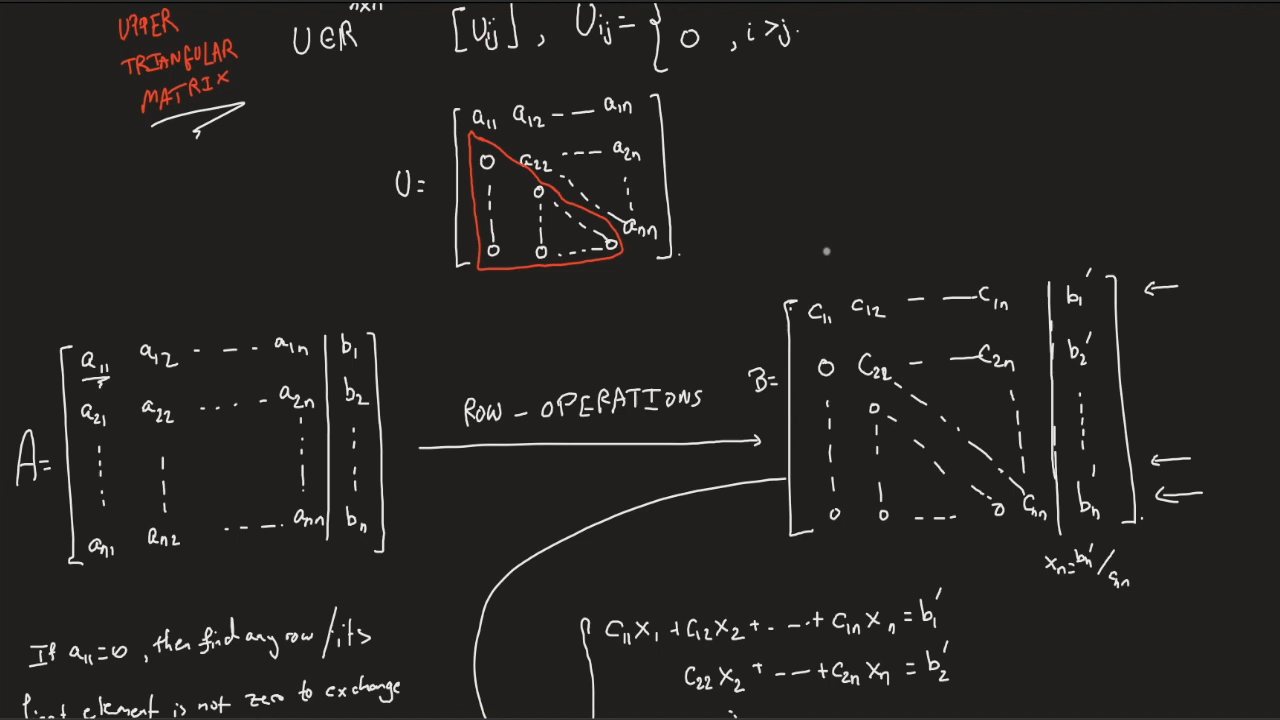 UPPER
TRIANGULAR
MATRIX
U∈R^{n×n} [Uij], Uij = { 0 , i>j.
U = [ a11 a12 - — a1n
0 a22 --- a2n
0
ann
0 0 . - . - 0 ].
A = [ a11 a12 - - - - a1n | b1
a21 a22 . . . . - a2n | b2
an1 an2 - - - - . ann | bn ]
ROW - OPERATIONS
B = [ C11 C12 - — C1n | b1' ←
0 C22 - — C2n | b2'
0
←
0 0 - - - 0 Cnn | bn' ]. ←
xn = bn'/cnn
If a11=0, then find any row / its
first element is not zero to exchange
{ C11X1 + C12X2 + - — + C1nXn = b1'
C22X2 + - — + C2nXn = b2'